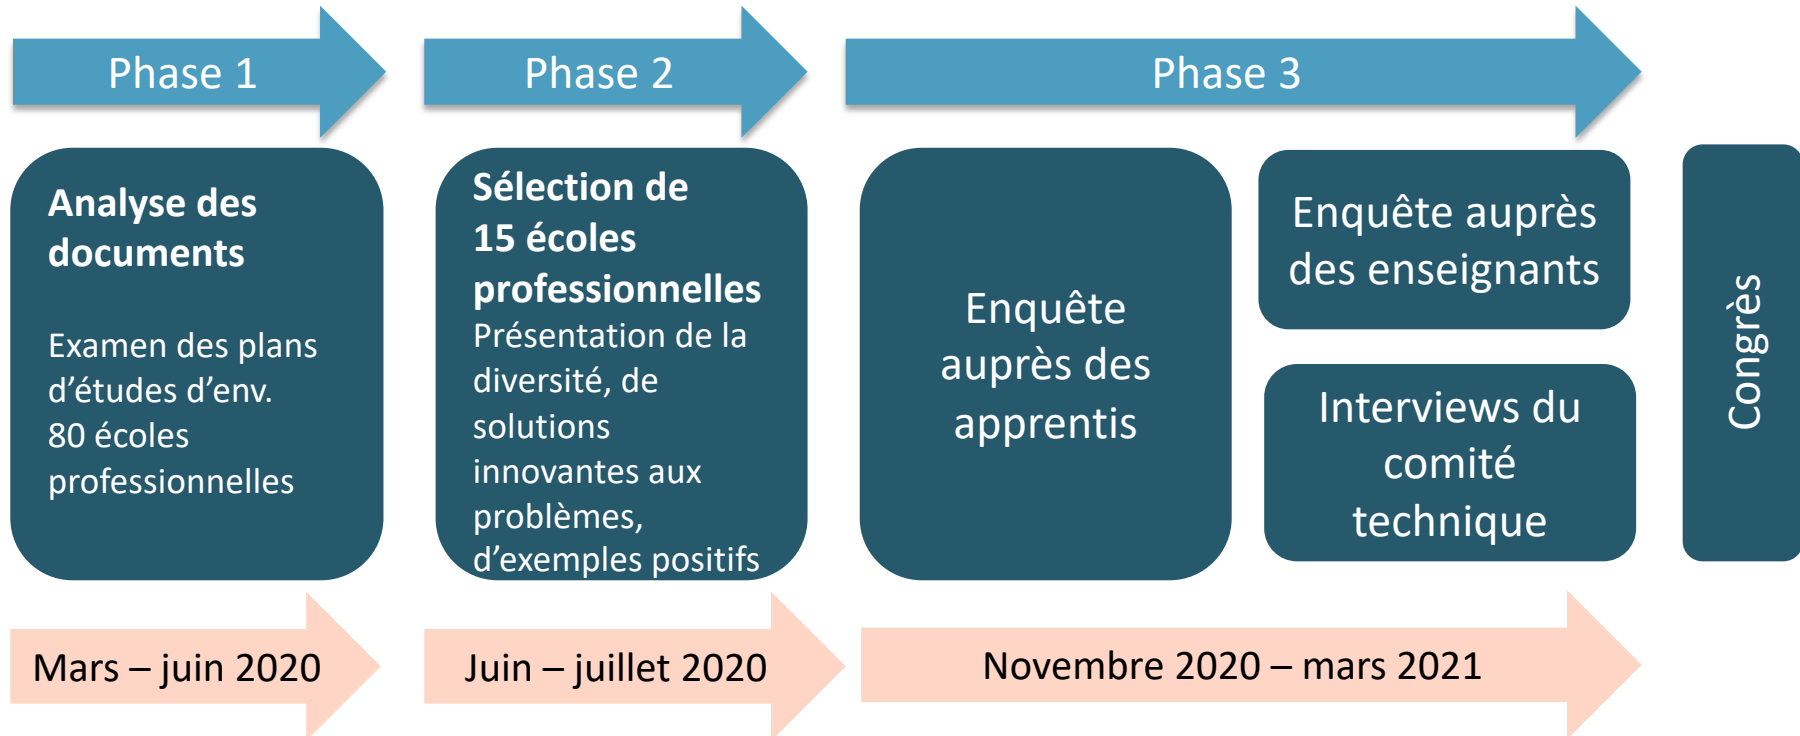 Phase 1
Phase 2
Phase 3
Analyse des
documents
Examen des plans
d’études d’env.
80 écoles
professionnelles
Sélection de
15 écoles
professionnelles
Présentation de la
diversité, de
solutions
innovantes aux
problèmes,
d’exemples positifs
Enquête
auprès des
apprentis
Enquête auprès
des enseignants
Interviews du
comité
technique
Congrès
Mars – juin 2020
Juin – juillet 2020
Novembre 2020 – mars 2021